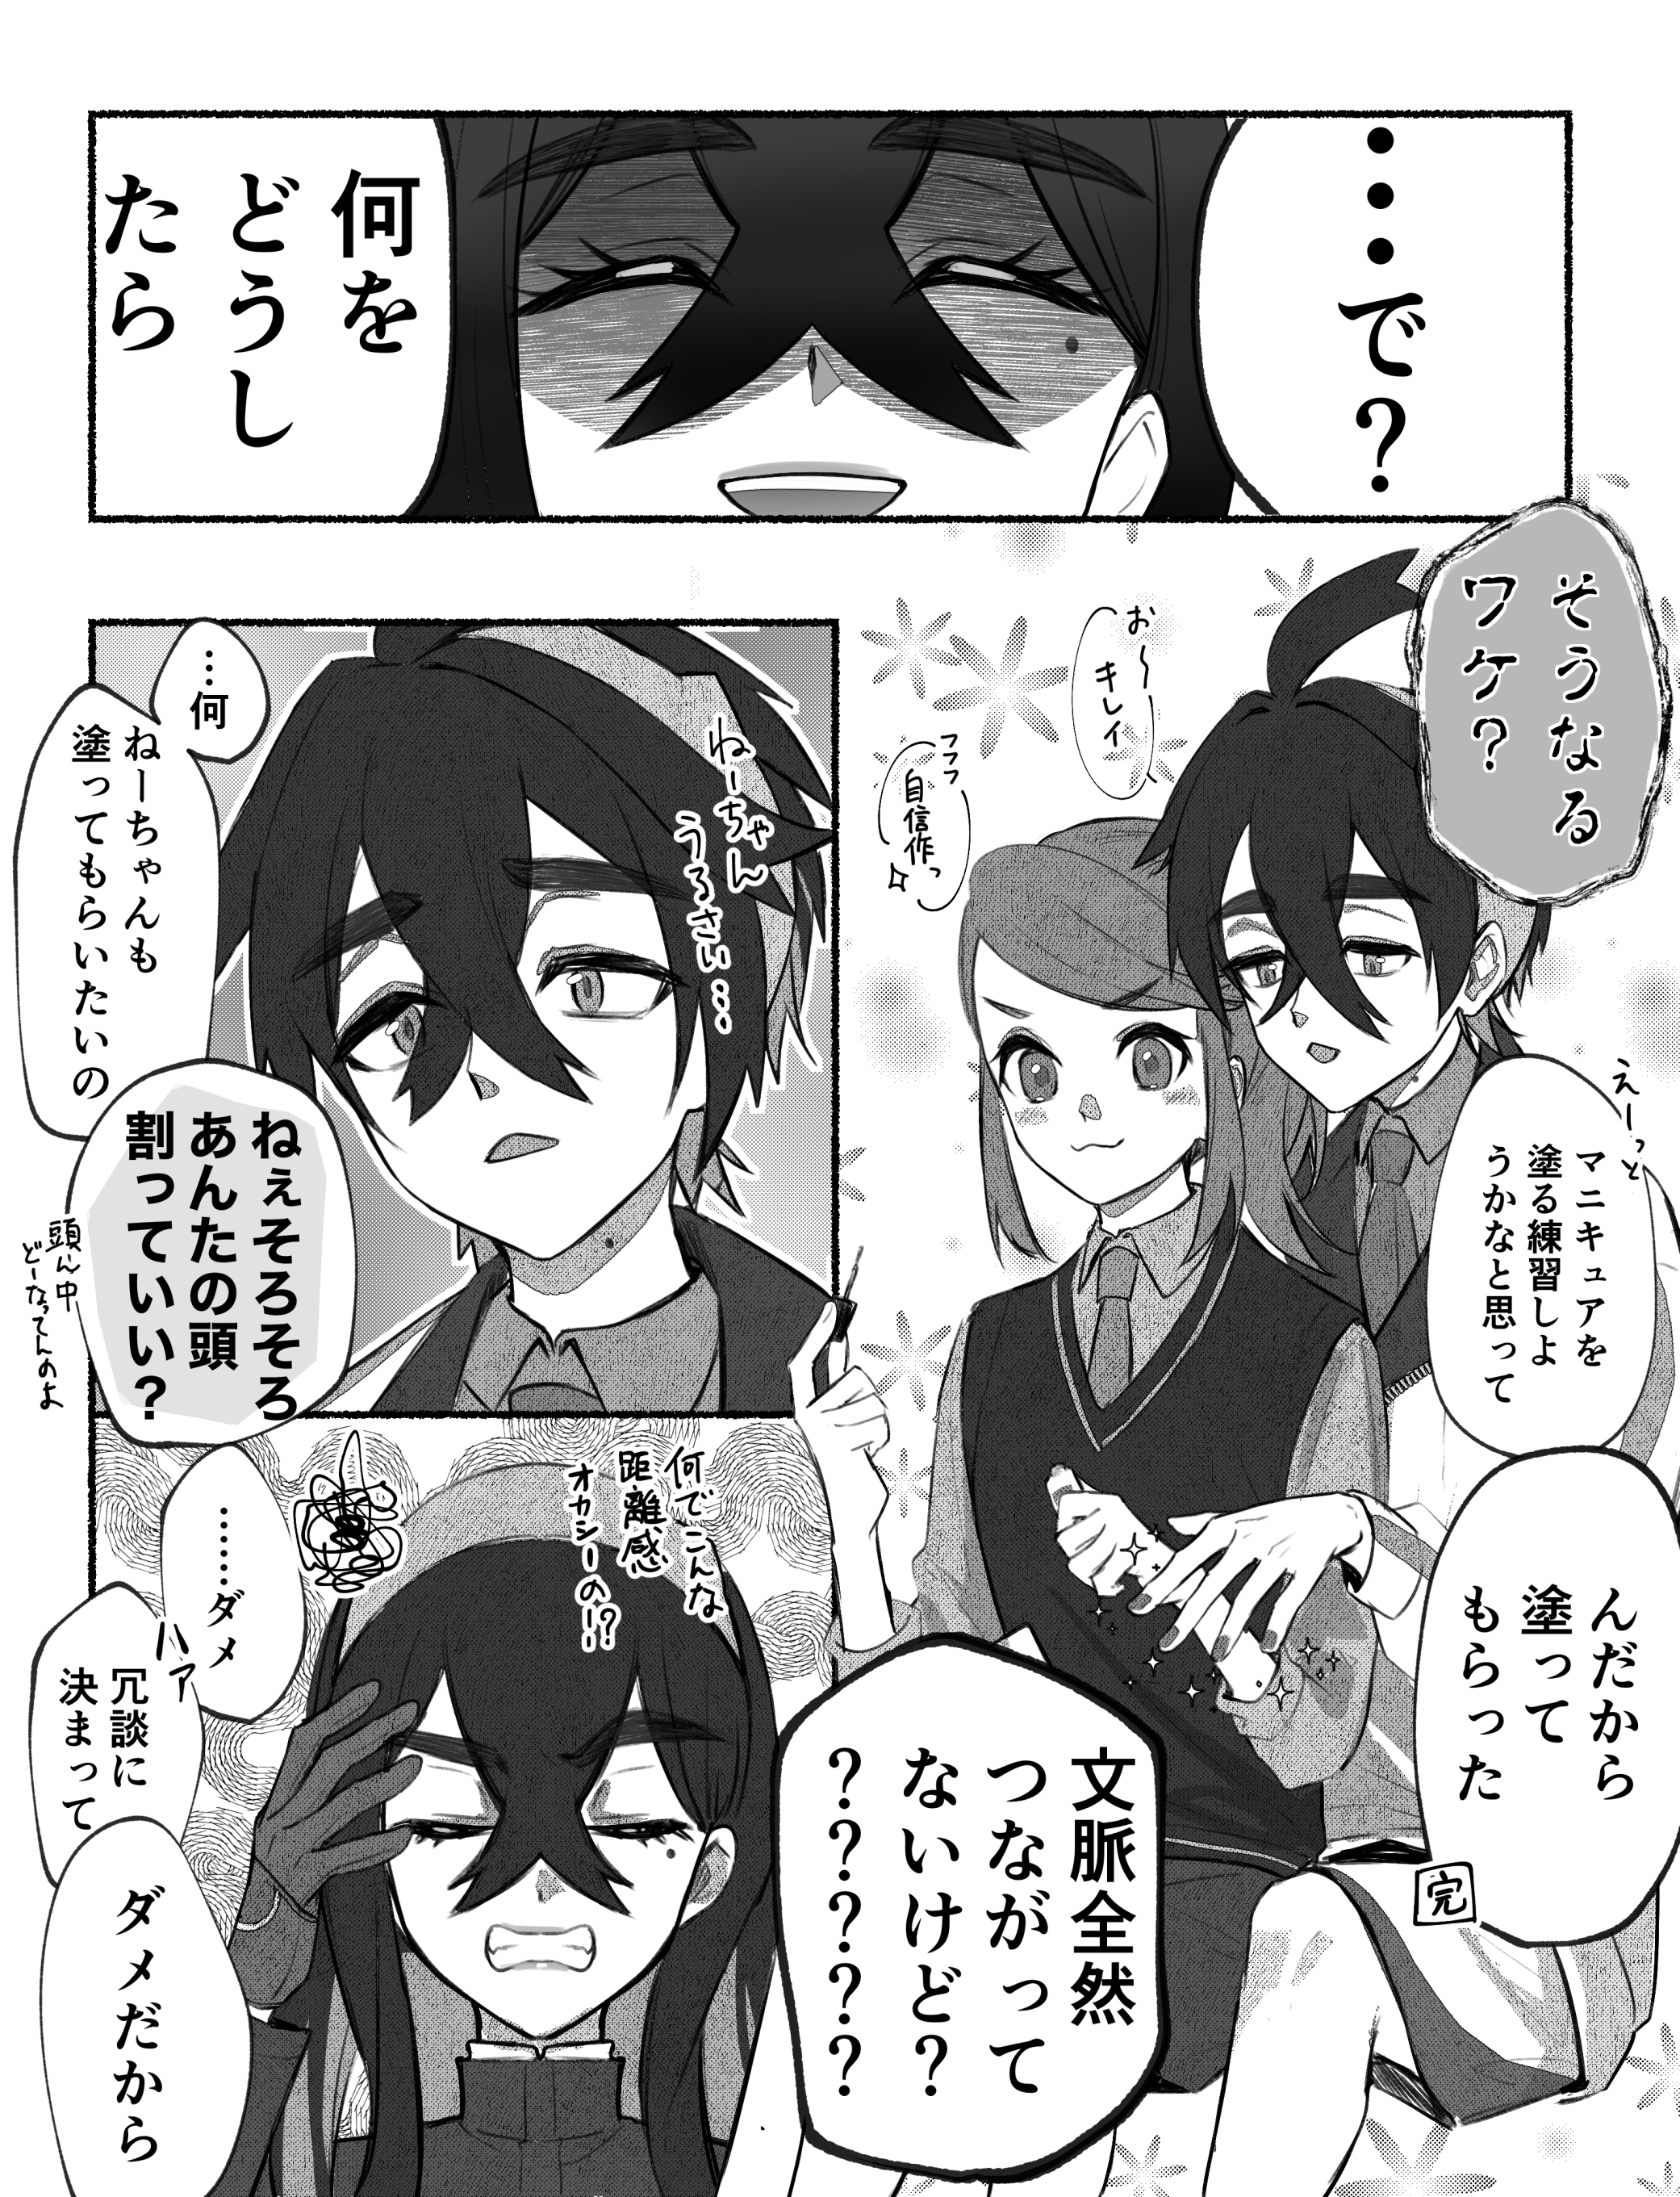 …で？
何を
どうし
たら
そうなる
ワケ？
お〜
キレイ
フフフ
自信作っ
えーっと
マニキュアを
塗る練習しよ
うかなと思って
んだから
塗って
もらった
完
文脈全然
つながって
ないけど？
？？？？？
ねーちゃん
うるさい…
…何
ねーちゃんも
塗ってもらいたいの
ねぇそろそろ
あんたの頭
割っていい？
頭ん中
どーなってんのよ
何でこんな
距離感
オカシーの!?
……ダメ
ハァ
冗談に
決まって
ダメだから